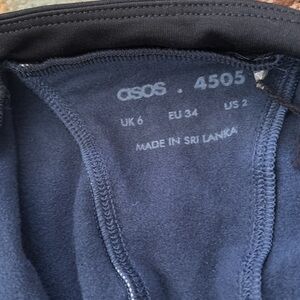 asos . 4505
UK 6 EU 34 US 2
MADE IN SRI LANKA